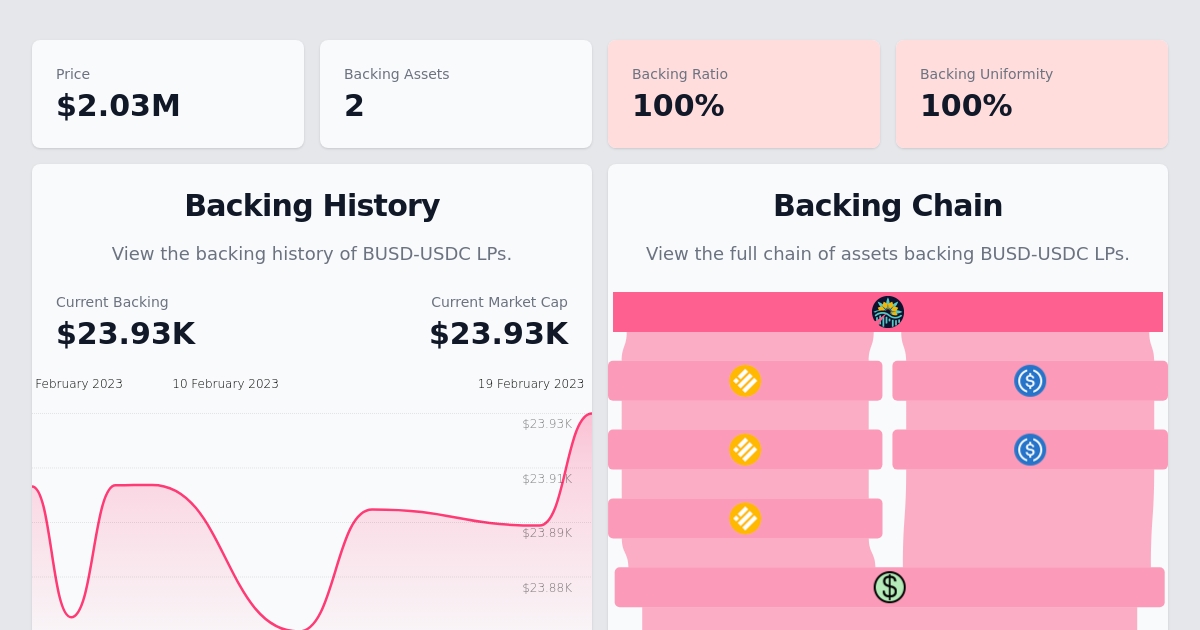 Price
$2.03M
Backing Assets
2
Backing Ratio
100%
Backing Uniformity
100%
Backing History
View the backing history of BUSD-USDC LPs.
Current Backing
$23.93K
Current Market Cap
$23.93K
February 2023
10 February 2023
19 February 2023
$23.93K
$23.91K
$23.89K
$23.88K
Backing Chain
View the full chain of assets backing BUSD-USDC LPs.
$
$
$